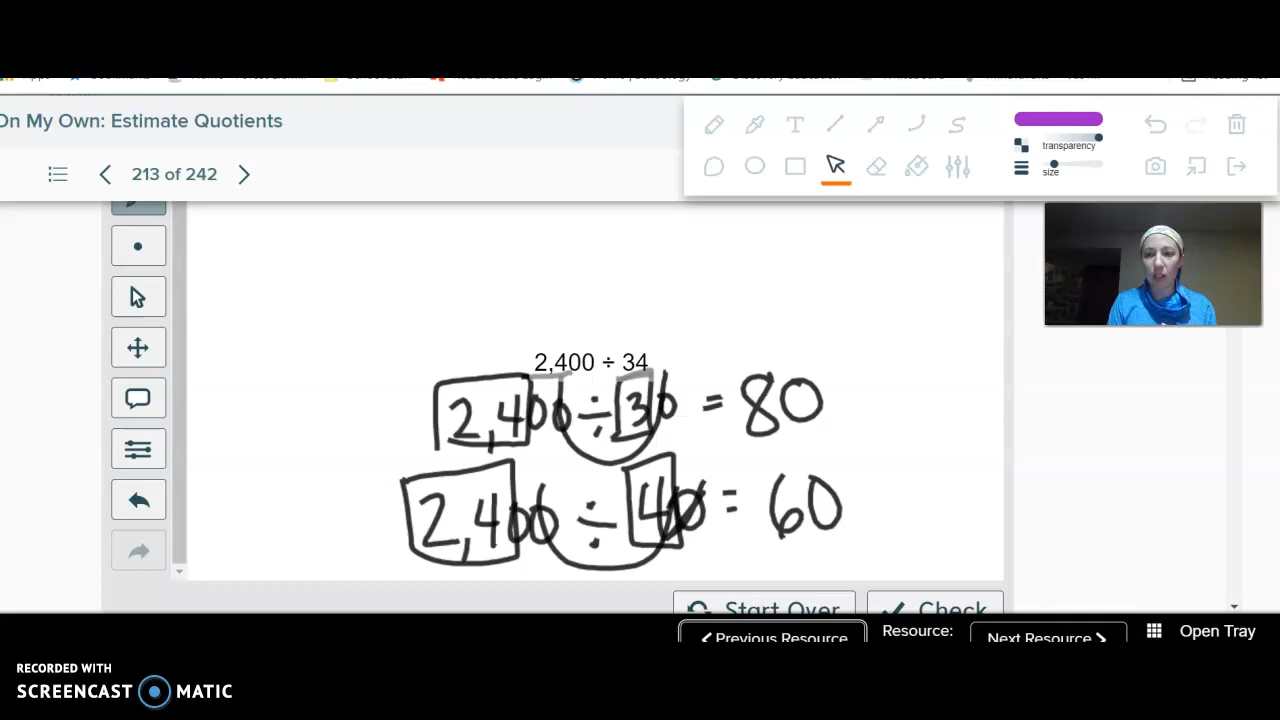 On My Own: Estimate Quotients
213 of 242
transparency
size
2,400 ÷ 34
2,400 ÷ 30 = 80
2,400 ÷ 40 = 60
Start Over
Check
Previous Resource
Resource:
Next Resource
Open Tray
RECORDED WITH
SCREENCAST MATIC